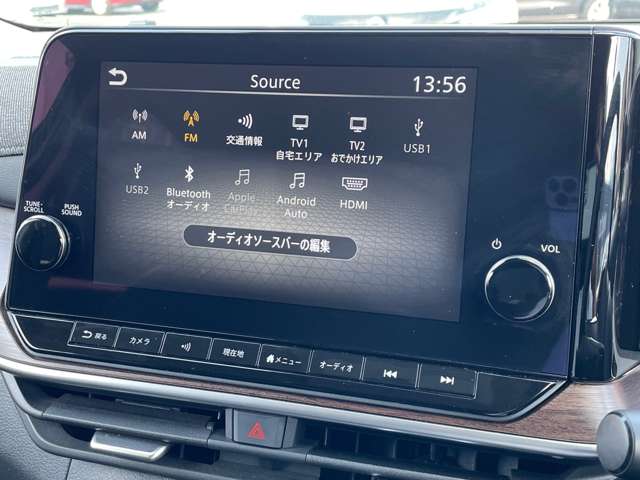 Source
13:56
AM
FM
交通情報
TV1
自宅エリア
TV2
おでかけエリア
USB1
USB2
Bluetooth
オーディオ
Apple
CarPlay
Android
Auto
HDMI
オーディオソースバーの編集
TUNE・
SCROLL
PUSH
SOUND
VOL
戻る
カメラ
現在地
メニュー
オーディオ